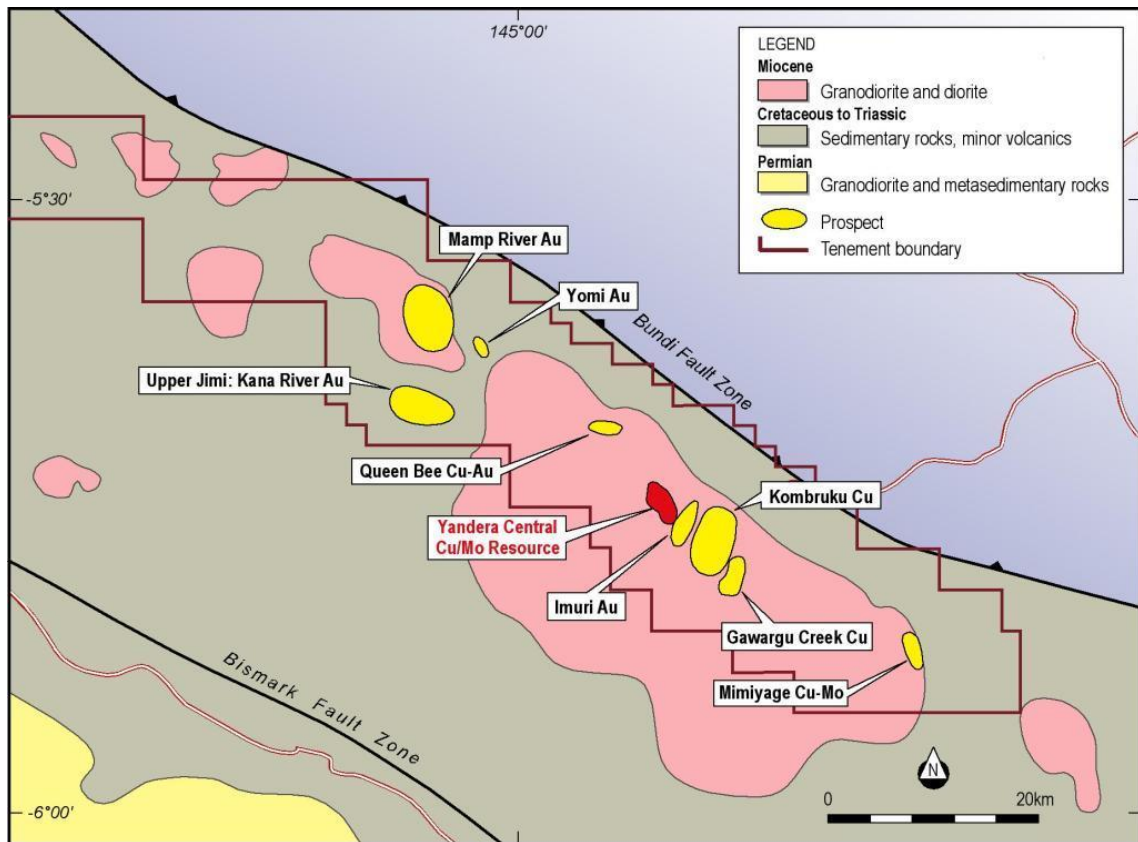 145°00'
LEGEND
Miocene
Granodiorite and diorite
Cretaceous to Triassic
Sedimentary rocks, minor volcanics
Permian
Granodiorite and metasedimentary rocks
Prospect
Tenement boundary
-5°30'
Mamp River Au
Yomi Au
Bundi Fault Zone
Upper Jimi: Kana River Au
Queen Bee Cu-Au
Kombruku Cu
Yandera Central
Cu/Mo Resource
Imuri Au
Gawargu Creek Cu
Mimiyage Cu-Mo
Bismark Fault Zone
N
-6°00'
0 20km